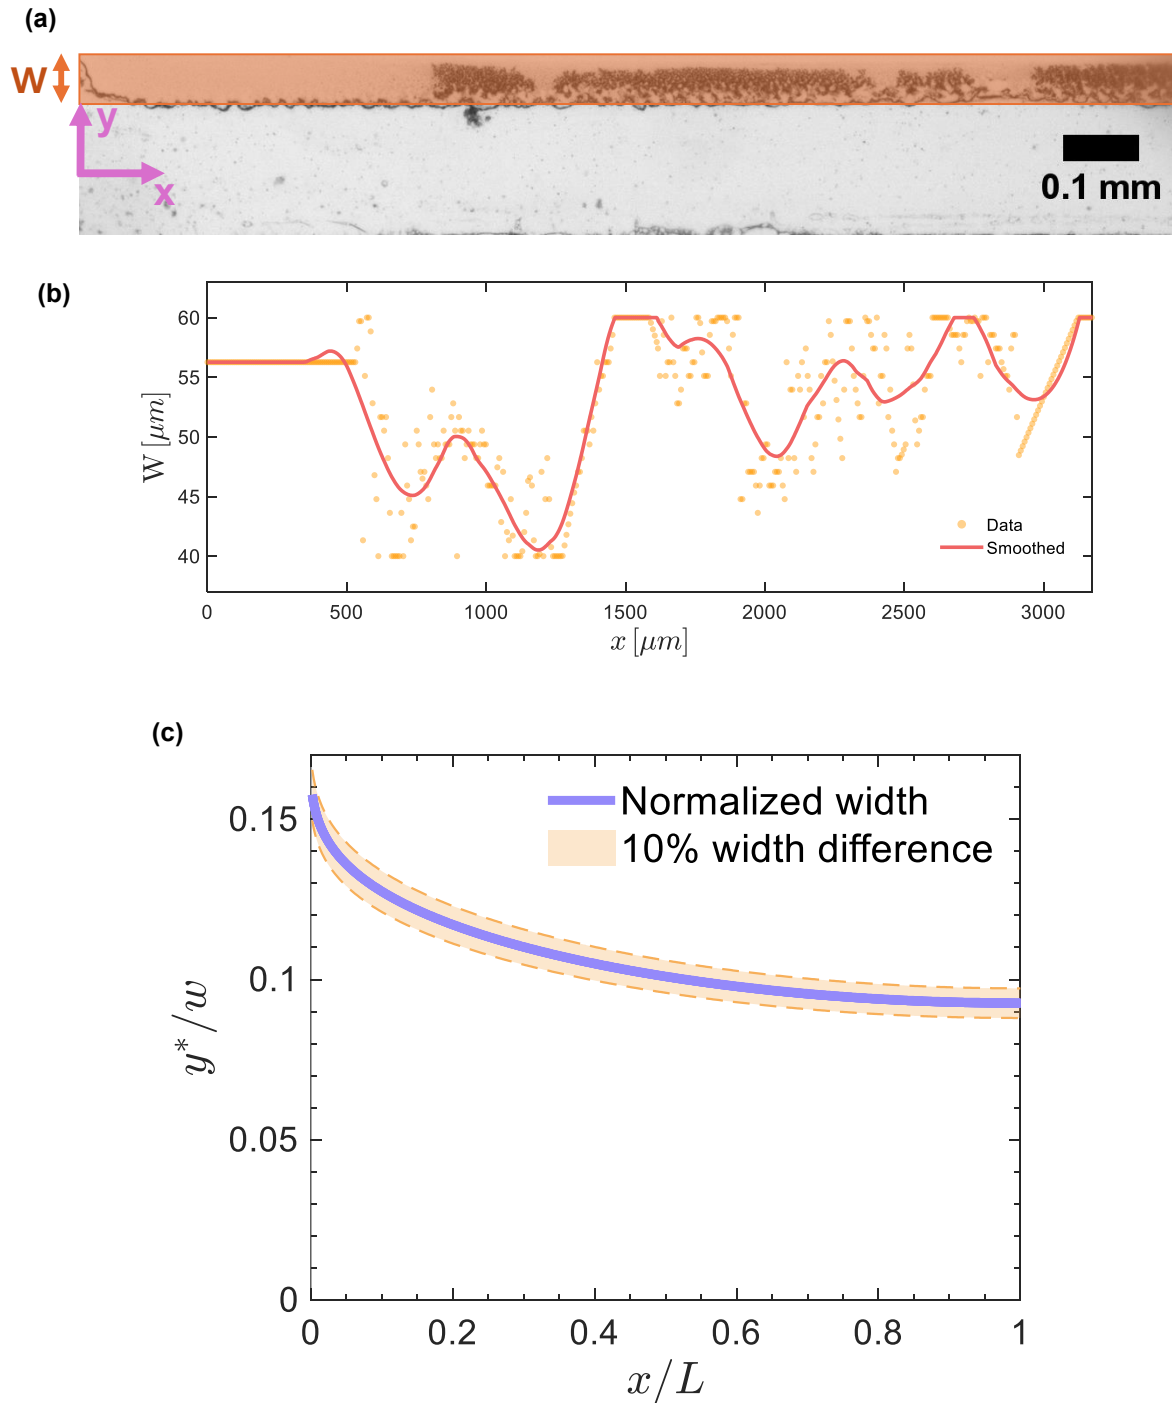 (a)
W
y
x
0.1 mm
(b)
60
55
50
45
40
W [μm]
Data
Smoothed
0 500 1000 1500 2000 2500 3000
x [μm]
(c)
Normalized width
10% width difference
0.15
0.1
0.05
0
y*/w
0 0.2 0.4 0.6 0.8 1
x/L